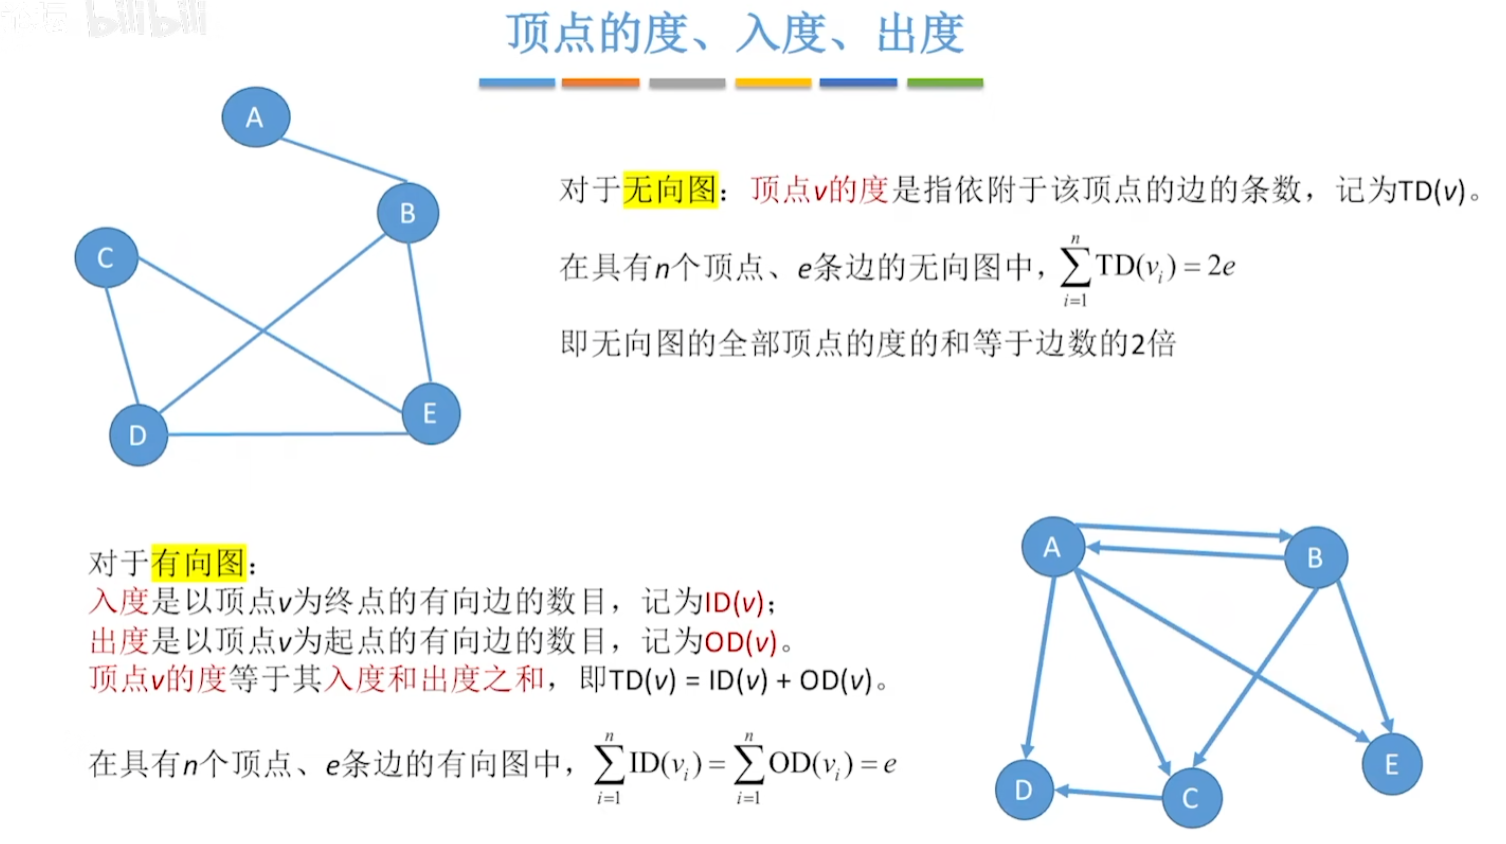 bilibili
顶点的度、入度、出度
A
B
C
D
E
对于无向图：顶点v的度是指依附于该顶点的边的条数，记为TD(v)。
在具有n个顶点、e条边的无向图中，∑_{i=1}^{n} TD(v_i) = 2e
即无向图的全部顶点的度的和等于边数的2倍
对于有向图：
入度是以顶点v为终点的有向边的数目，记为ID(v)；
出度是以顶点v为起点的有向边的数目，记为OD(v)。
顶点v的度等于其入度和出度之和，即TD(v) = ID(v) + OD(v)。
在具有n个顶点、e条边的有向图中，∑_{i=1}^{n} ID(v_i) = ∑_{i=1}^{n} OD(v_i) = e
A
B
E
D
C